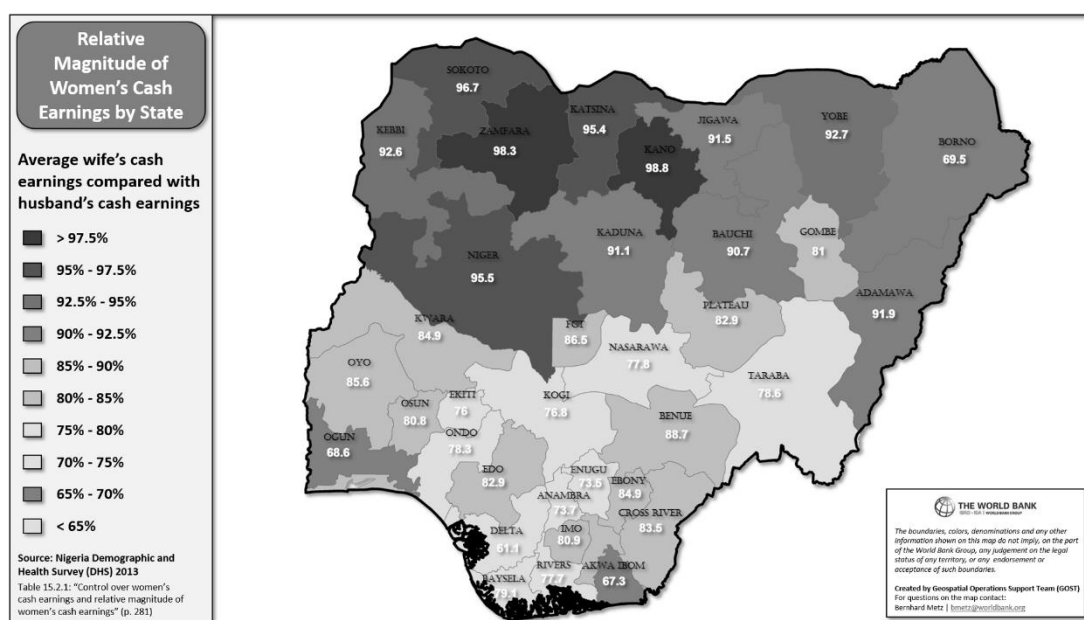 Relative
Magnitude of
Women's Cash
Earnings by State
Average wife's cash
earnings compared with
husband's cash earnings
> 97.5%
95% - 97.5%
92.5% - 95%
90% - 92.5%
85% - 90%
80% - 85%
75% - 80%
70% - 75%
65% - 70%
< 65%
Source: Nigeria Demographic and
Health Survey (DHS) 2013
Table 15.2.1: "Control over women's
cash earnings and relative magnitude of
women's cash earnings" (p. 281)
SOKOTO
96.7
KEBBI
92.6
ZAMFARA
98.3
KATSINA
95.4
KANO
98.8
JIGAWA
91.5
YOBE
92.7
BORNO
69.5
NIGER
95.5
KADUNA
91.1
BAUCHI
90.7
GOMBE
81
ADAMAWA
91.9
KWARA
84.9
FCT
86.5
PLATEAU
82.9
NASARAWA
77.8
TARABA
78.6
OYO
85.6
OSUN
80.8
EKITI
76
KOGI
76.8
BENUE
88.7
OGUN
68.6
ONDO
78.3
EDO
82.9
ENUGU
73.5
EBONY
84.9
ANAMBRA
73.7
CROSS RIVER
83.5
DELTA
61.1
IMO
80.9
BAYSELA
79.1
RIVERS
77.7
AKWA IBOM
67.3
THE WORLD BANK
IBRD • IDA | WORLD BANK GROUP
The boundaries, colors, denominations and any other
information shown on this map do not imply, on the part
of the World Bank Group, any judgement on the legal
status of any territory, or any endorsement or
acceptance of such boundaries.
Created by Geospatial Operations Support Team (GOST)
For questions on the map contact:
Bernhard Metz | bmetz@worldbank.org